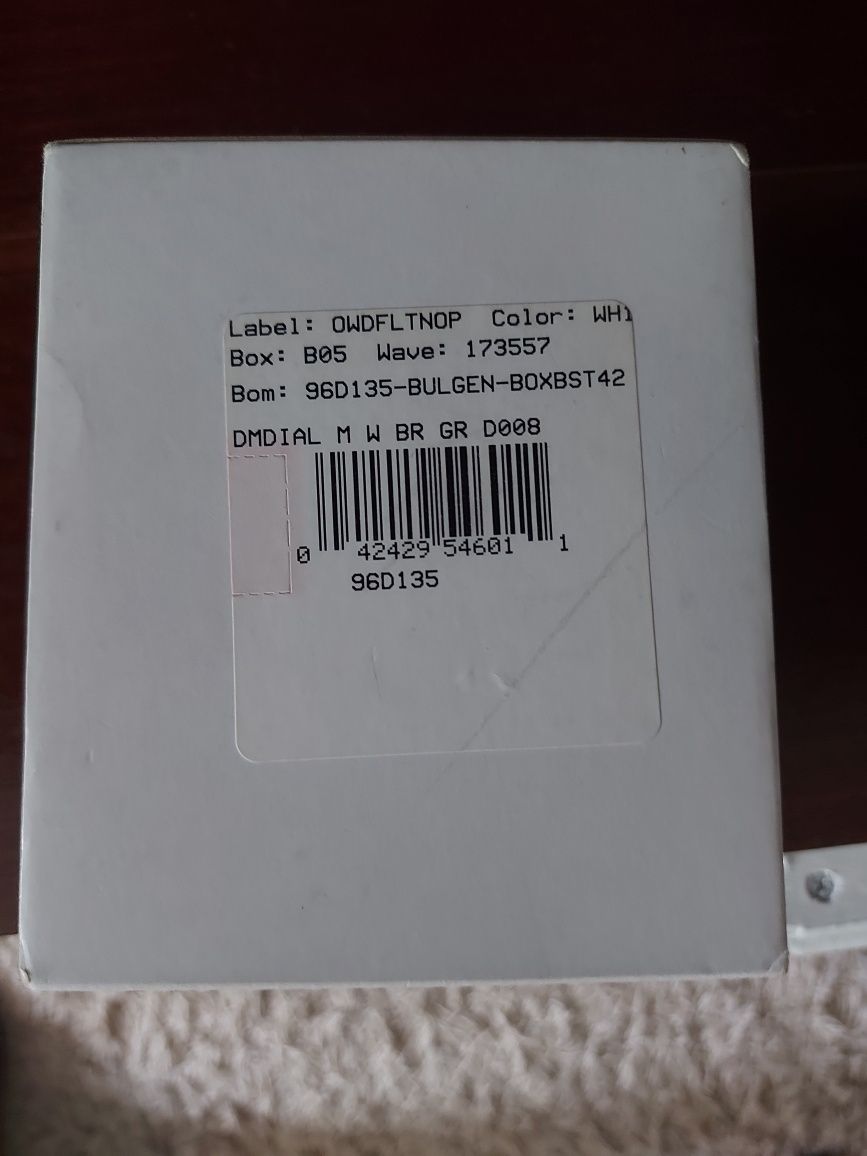 Label: OWDFLTNOP Color: WH1
Box: B05 Wave: 173557
Bom: 96D135-BULGEN-BOXBST42
DMDIAL M W BR GR D008
0 42429 54601 1
96D135